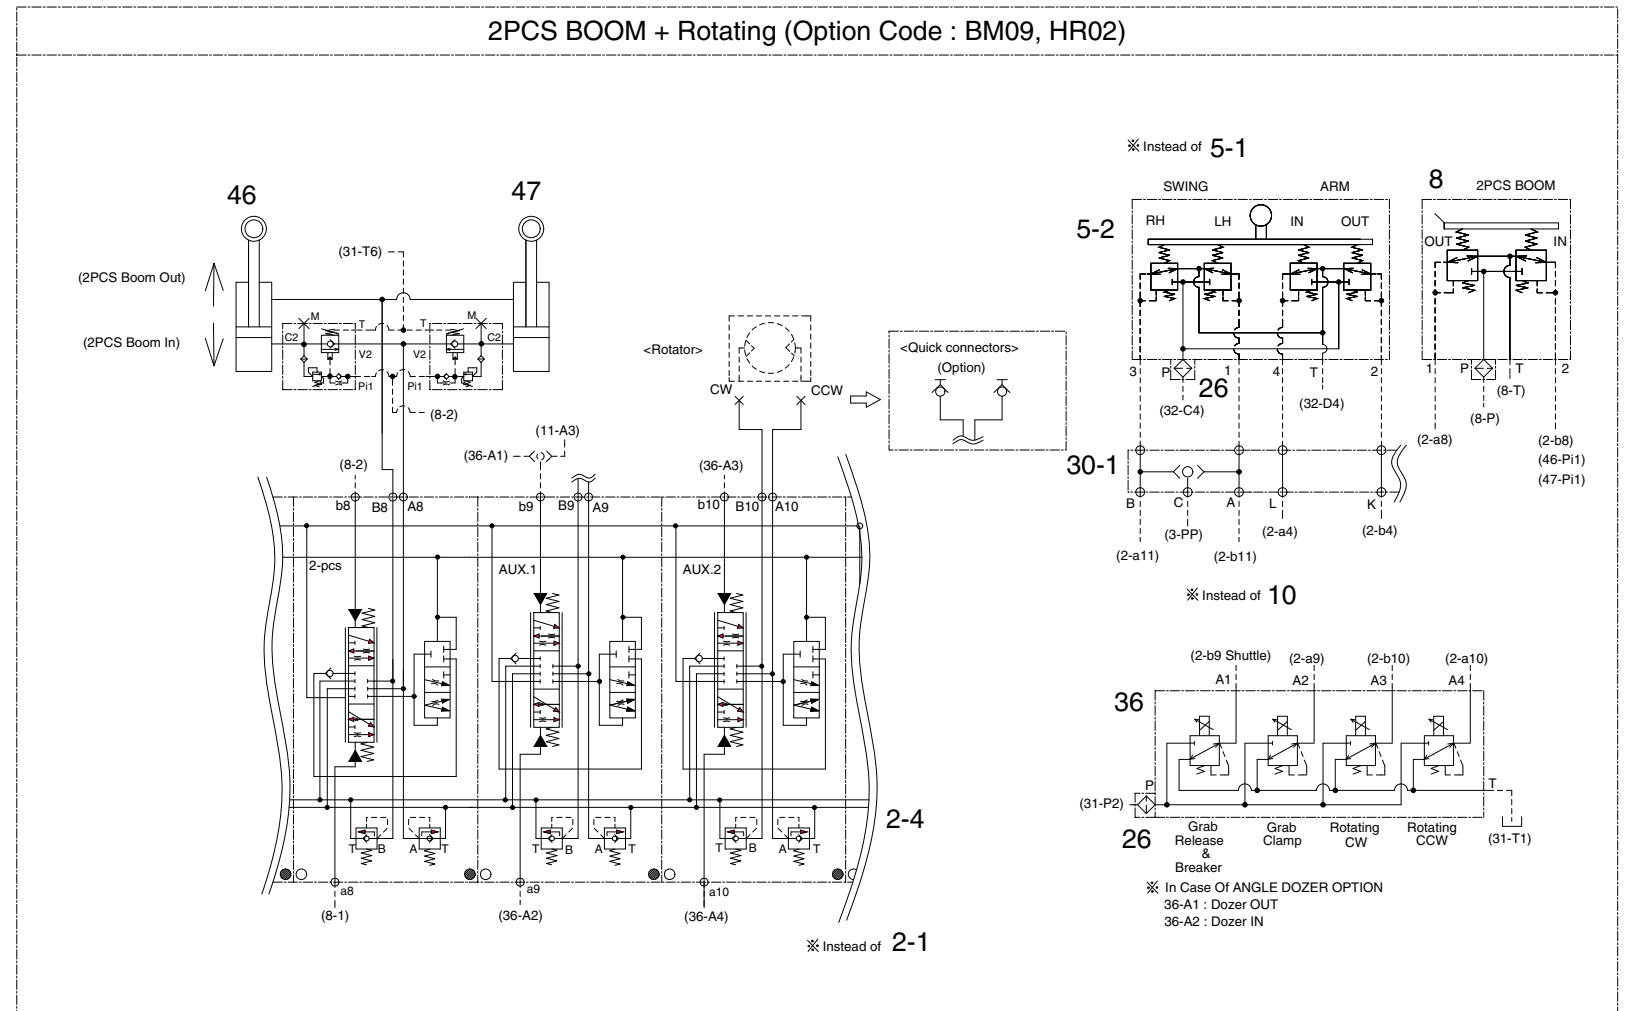 2PCS BOOM + Rotating (Option Code : BM09, HR02)
※ Instead of 5-1
46
47
(31-T6)
(2PCS Boom Out)
(2PCS Boom In)
M
T
C2
V2
Pi1
M
T
C2
V2
Pi1
(8-2)
<Rotator>
CW
CCW
<Quick connectors>
(Option)
SWING
ARM
5-2
RH
LH
IN
OUT
3
P
1
4
T
2
26
(32-C4)
(32-D4)
8
2PCS BOOM
OUT
IN
1
P
T
2
(8-T)
(8-P)
(2-a8)
(2-b8)
(46-Pi1)
(47-Pi1)
30-1
B
C
A
L
K
(3-PP)
(2-a4)
(2-b4)
(2-a11)
(2-b11)
※ Instead of 10
(11-A3)
(36-A1)
(8-2)
(36-A3)
b8
B8
A8
b9
B9
A9
b10
B10
A10
2-pcs
AUX.1
AUX.2
T
B
A
T
T
B
A
T
T
B
A
T
2-4
a8
a9
a10
(8-1)
(36-A2)
(36-A4)
※ Instead of 2-1
(2-b9 Shuttle)
(2-a9)
(2-b10)
(2-a10)
A1
A2
A3
A4
36
P
T
(31-P2)
26
(31-T1)
Grab
Release
&
Breaker
Grab
Clamp
Rotating
CW
Rotating
CCW
※ In Case Of ANGLE DOZER OPTION
36-A1 : Dozer OUT
36-A2 : Dozer IN